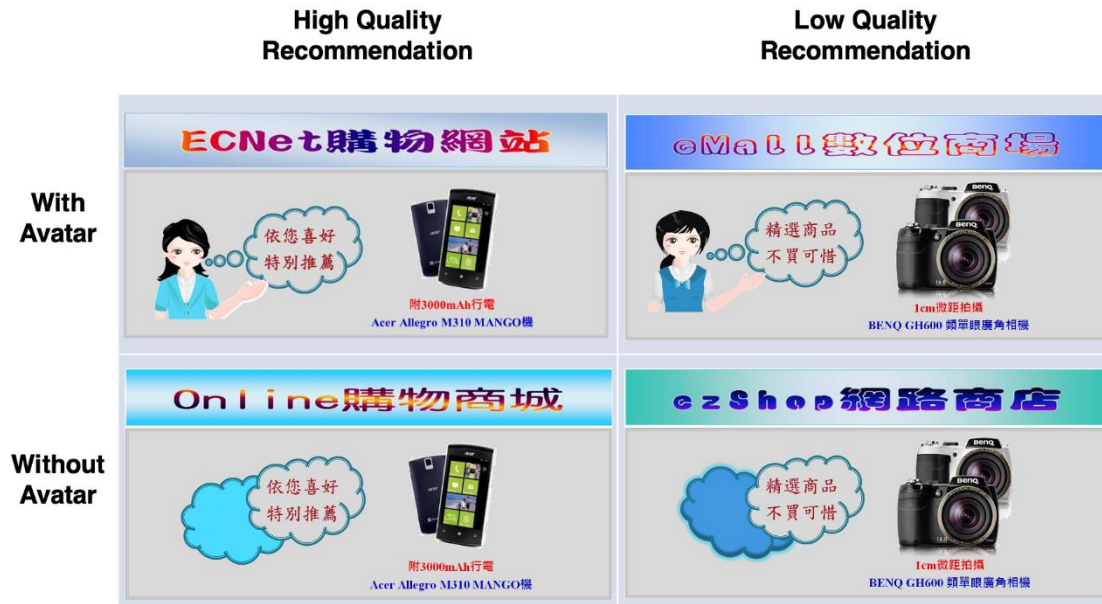 High Quality
Recommendation
Low Quality
Recommendation
With
Avatar
ECNet購物網站
依您喜好
特別推薦
acer
附3000mAh行電
Acer Allegro M310 MANGO機
eMall數位商場
精選商品
不買可惜
BenQ
BenQ
1cm微距拍攝
BENQ GH600 類單眼廣角相機
Without
Avatar
Online購物商城
依您喜好
特別推薦
acer
附3000mAh行電
Acer Allegro M310 MANGO機
ezShop網路商店
精選商品
不買可惜
BenQ
BenQ
1cm微距拍攝
BENQ GH600 類單眼廣角相機